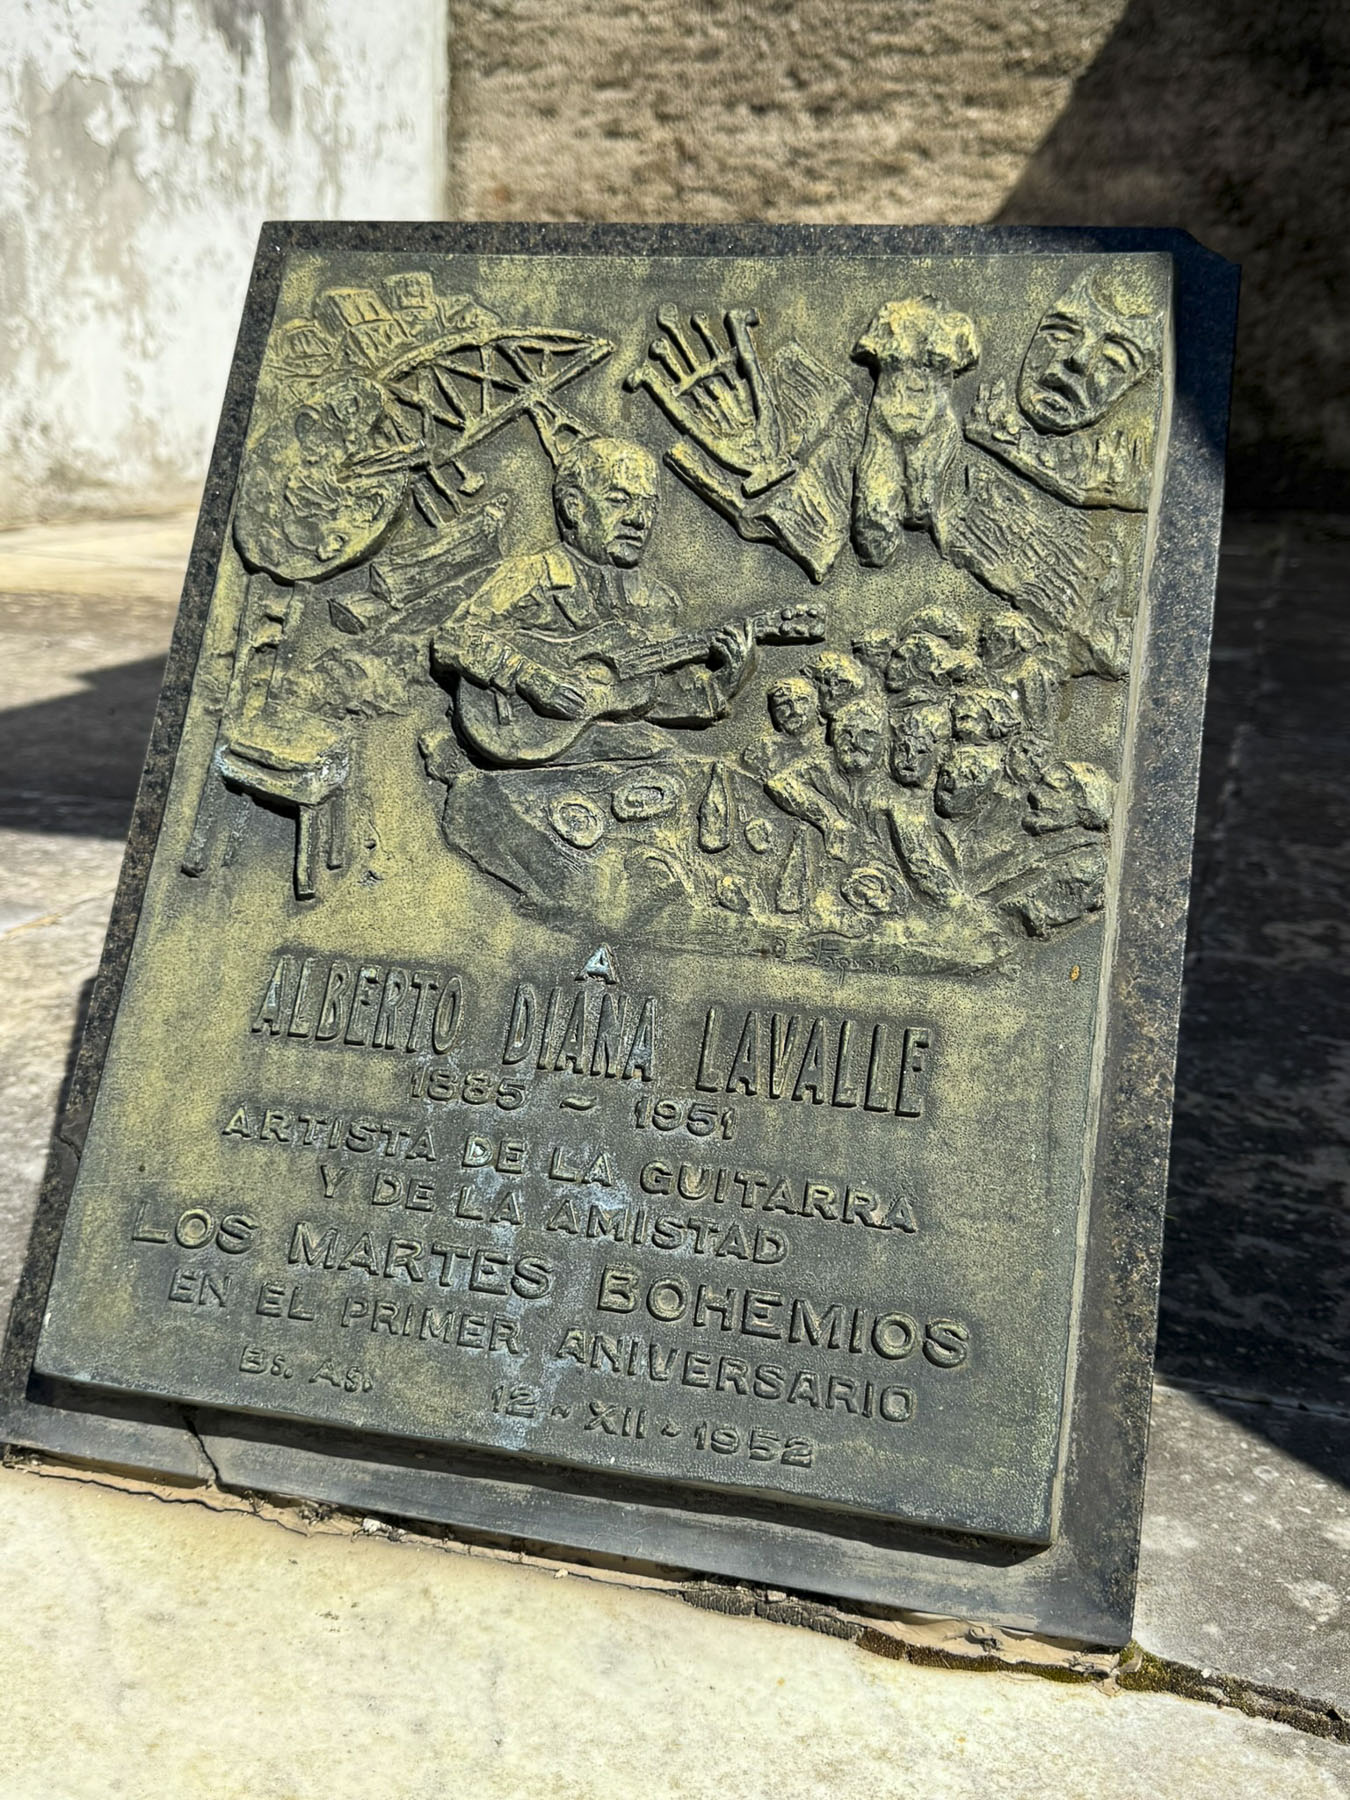 A
ALBERTO DIANA LAVALLE
1885 ~ 1951
ARTISTA DE LA GUITARRA
Y DE LA AMISTAD
LOS MARTES BOHEMIOS
EN EL PRIMER ANIVERSARIO
Bs. As. 12 ~ XII ~ 1952